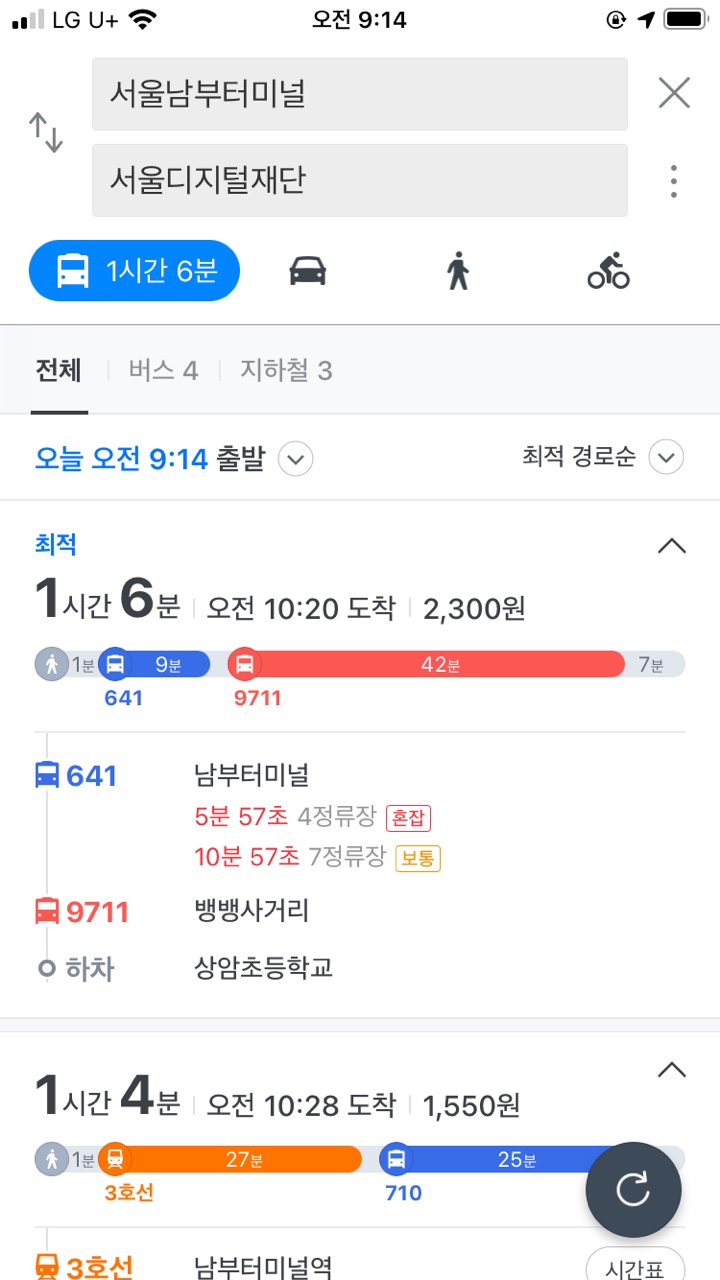 LG U+ 오전 9:14
서울남부터미널
서울디지털재단
1시간 6분
전체 버스 4 지하철 3
오늘 오전 9:14 출발 최적 경로순
최적
1시간 6분 오전 10:20 도착 2,300원
1분 9분 42분 7분
641 9711
641 남부터미널
5분 57초 4정류장 혼잡
10분 57초 7정류장 보통
9711 뱅뱅사거리
하차 상암초등학교
1시간 4분 오전 10:28 도착 1,550원
1분 27분 25분
3호선 710
3호선 남부터미널역 시간표